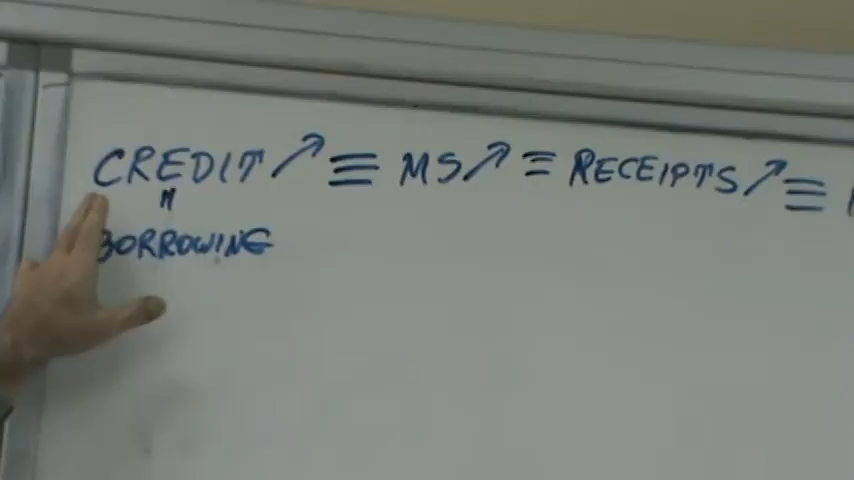 CREDIT ↗ ≡ MS ↗ ≡ RECEIPTS ↗ ≡
"
BORROWING